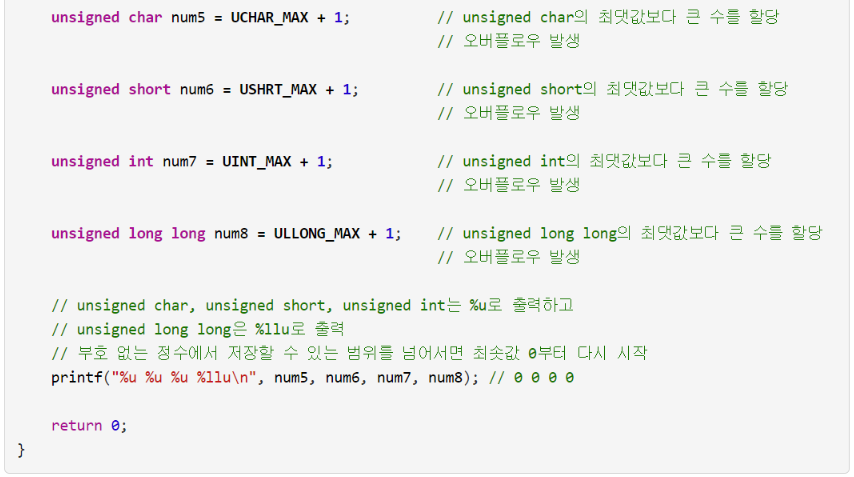 unsigned char num5 = UCHAR_MAX + 1; // unsigned char의 최댓값보다 큰 수를 할당
// 오버플로우 발생
unsigned short num6 = USHRT_MAX + 1; // unsigned short의 최댓값보다 큰 수를 할당
// 오버플로우 발생
unsigned int num7 = UINT_MAX + 1; // unsigned int의 최댓값보다 큰 수를 할당
// 오버플로우 발생
unsigned long long num8 = ULLONG_MAX + 1; // unsigned long long의 최댓값보다 큰 수를 할당
// 오버플로우 발생
// unsigned char, unsigned short, unsigned int는 %u로 출력하고
// unsigned long long은 %llu로 출력
// 부호 없는 정수에서 저장할 수 있는 범위를 넘어서면 최솟값 0부터 다시 시작
printf("%u %u %u %llu\n", num5, num6, num7, num8); // 0 0 0 0
return 0;
}